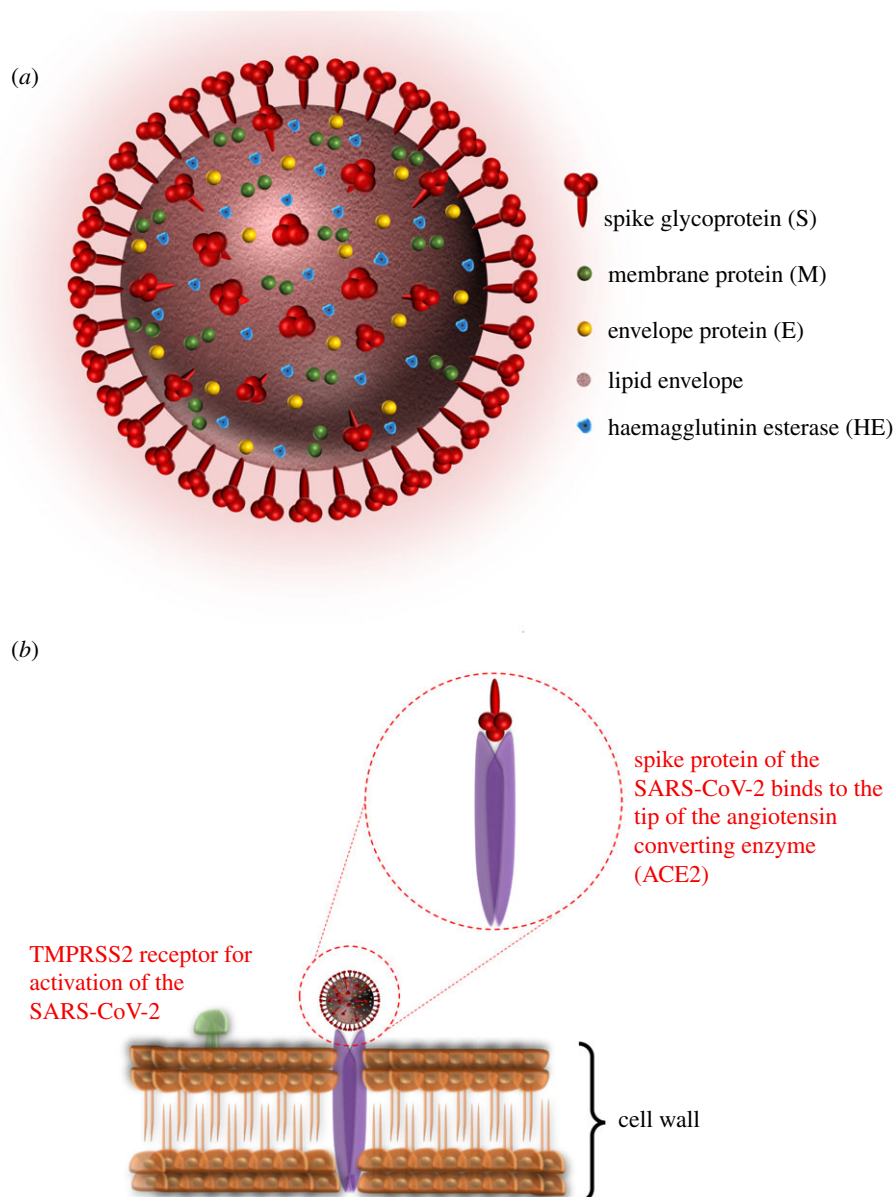 (a)
spike glycoprotein (S)
membrane protein (M)
envelope protein (E)
lipid envelope
haemagglutinin esterase (HE)
(b)
spike protein of the
SARS-CoV-2 binds to the
tip of the angiotensin
converting enzyme
(ACE2)
TMPRSS2 receptor for
activation of the
SARS-CoV-2
cell wall